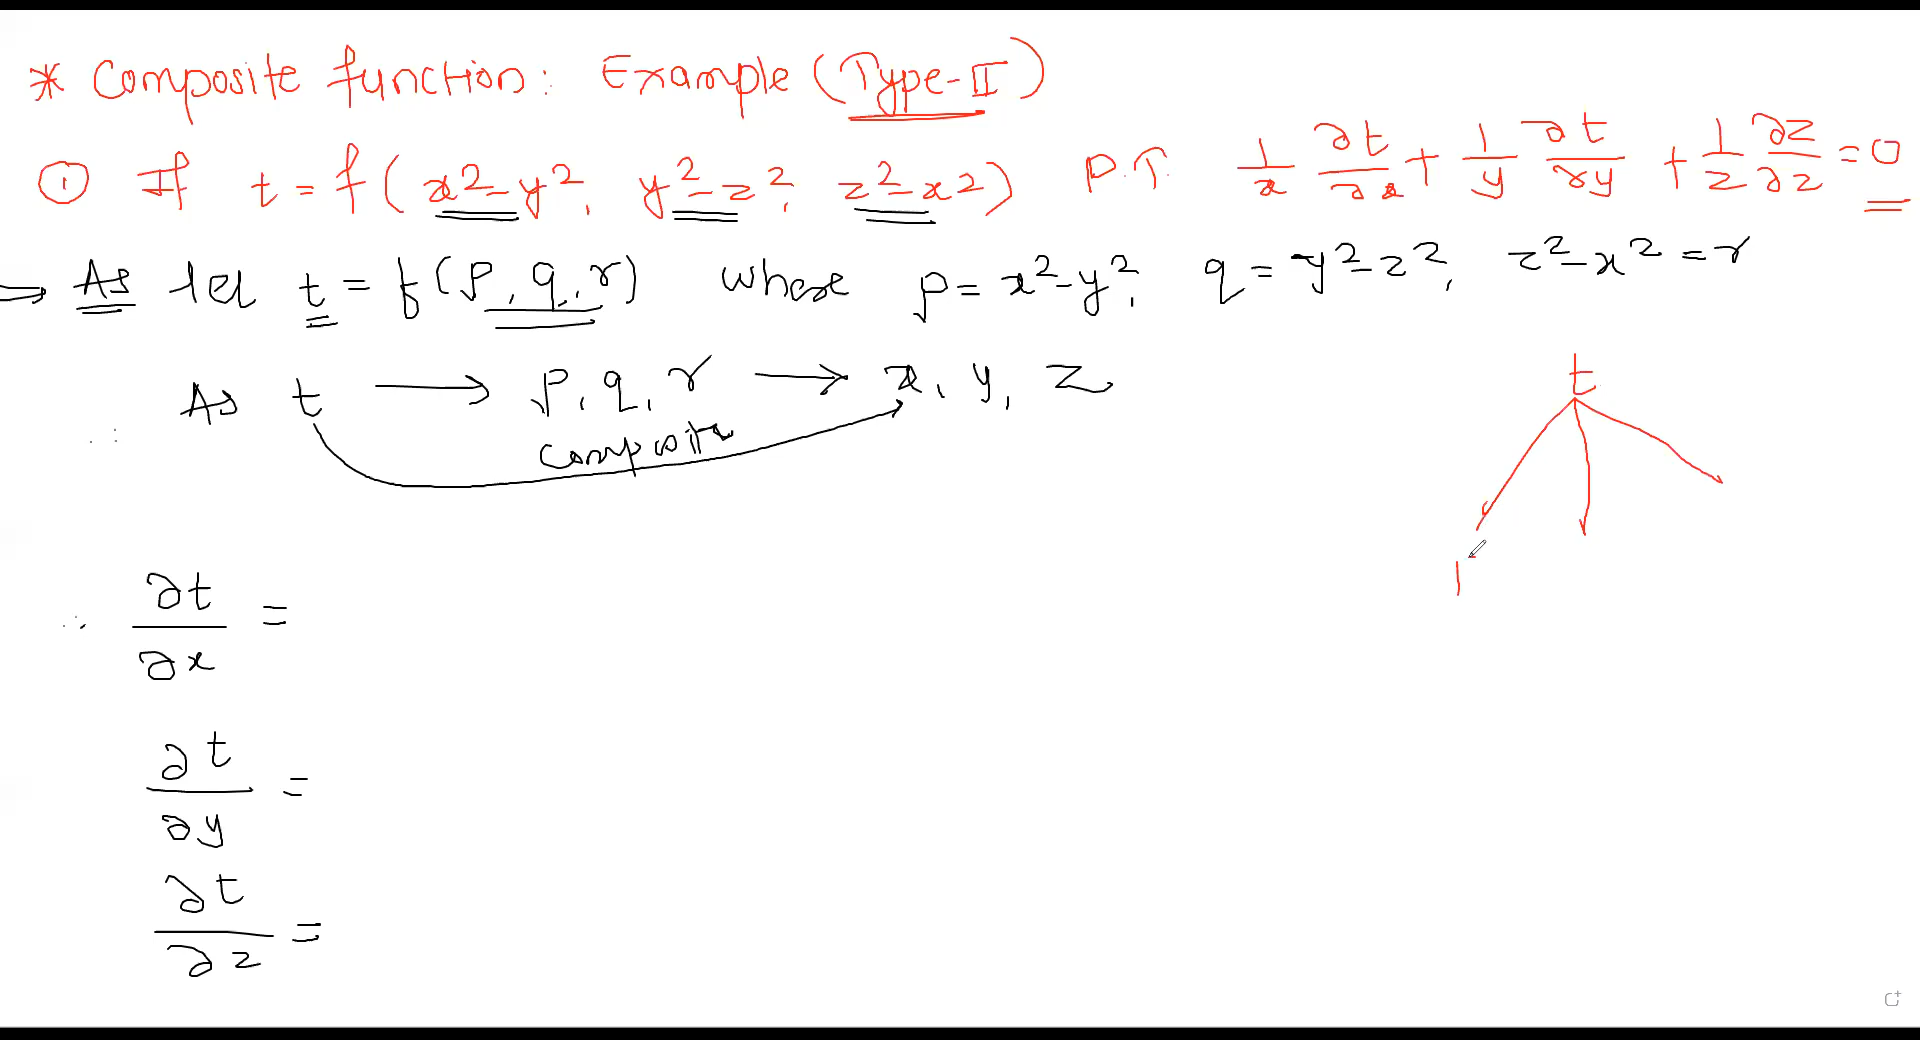 * Composite function: Example (Type-II)
① If t = f(x²-y², y²-z², z²-x²) P.T. 1/x ∂t/∂x + 1/y ∂t/∂y + 1/z ∂z/∂z = 0
→ As let t = f(p, q, r) where p = x²-y², q = y²-z², z²-x² = r
As t → p, q, r → x, y, z
composite
t
∴ ∂t/∂x =
∂t/∂y =
∂t/∂z =